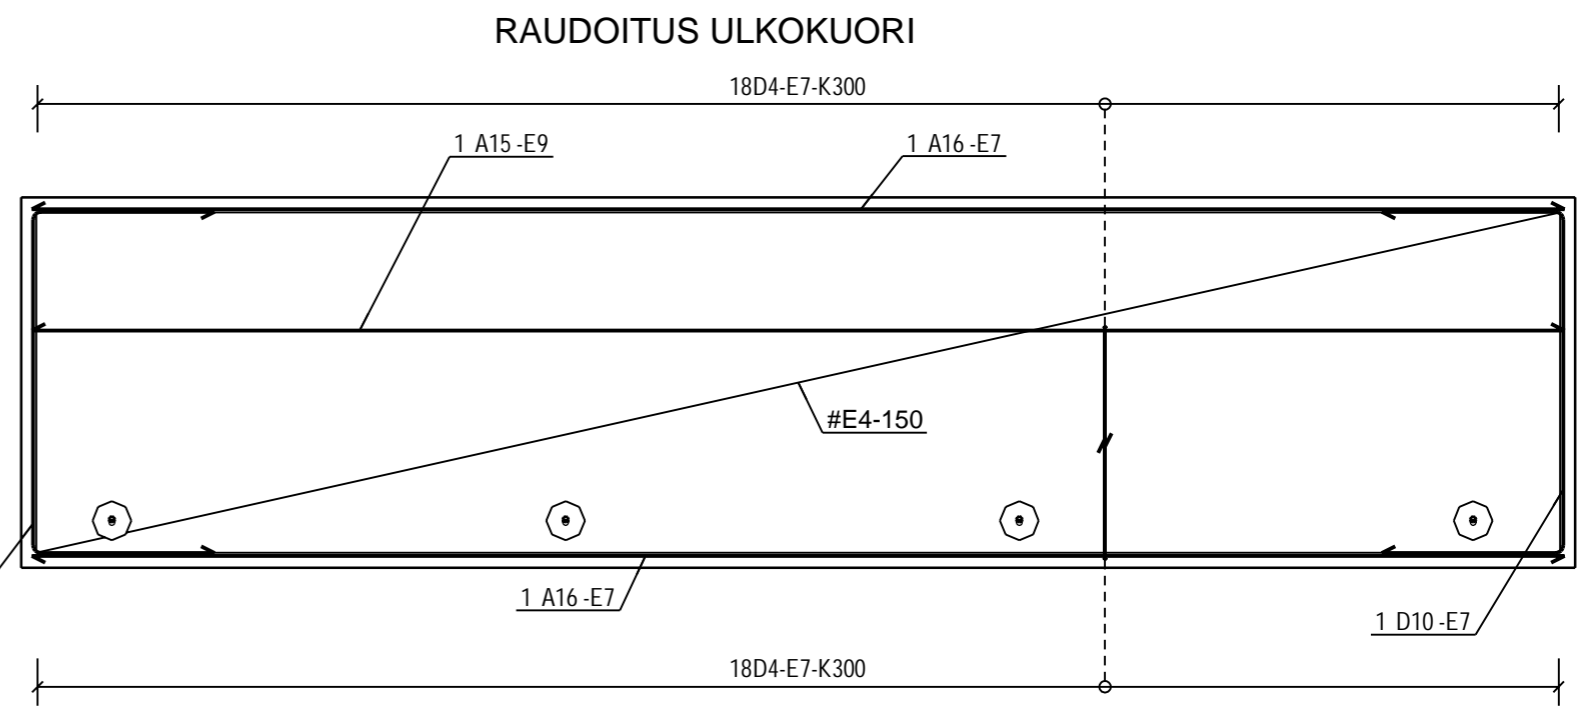 RAUDOITUS ULKOKUORI
18D4-E7-K300
1 A15 -E9
1 A16 -E7
#E4-150
1 A16 -E7
1 D10 -E7
18D4-E7-K300